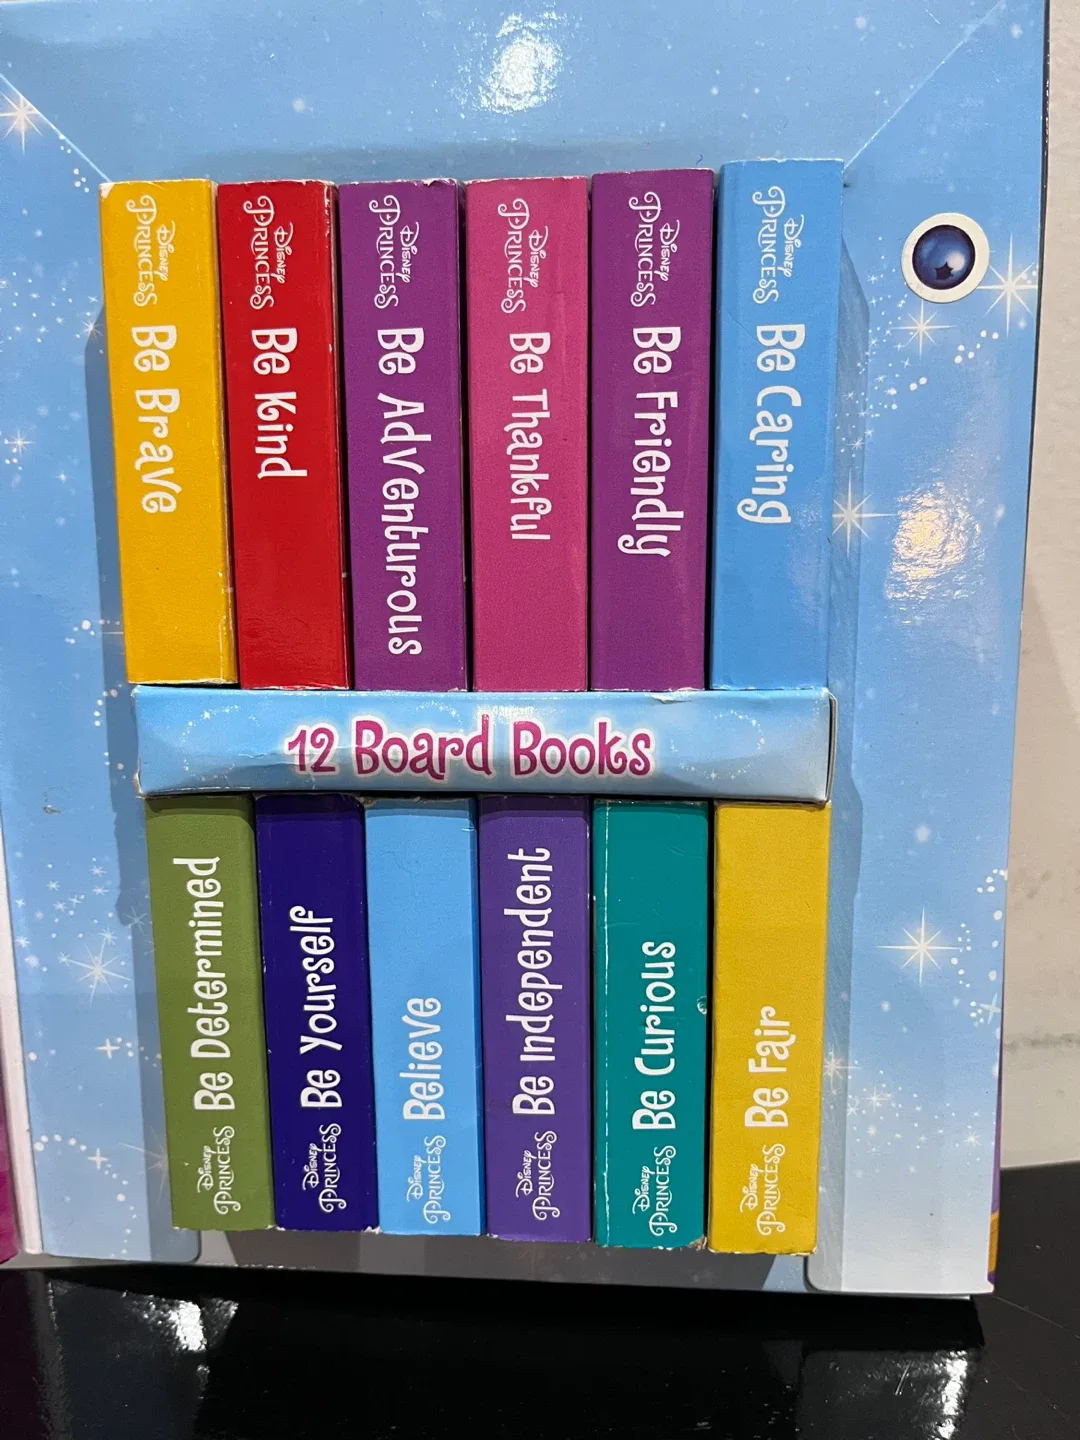 Disney
Princess
Be Brave
Disney
Princess
Be Kind
Disney
Princess
Be Adventurous
Disney
Princess
Be Thankful
Disney
Princess
Be Friendly
Disney
Princess
Be Caring
12 Board Books
Disney
Princess
Be Determined
Disney
Princess
Be Yourself
Disney
Princess
Believe
Disney
Princess
Be Independent
Disney
Princess
Be Curious
Disney
Princess
Be Fair